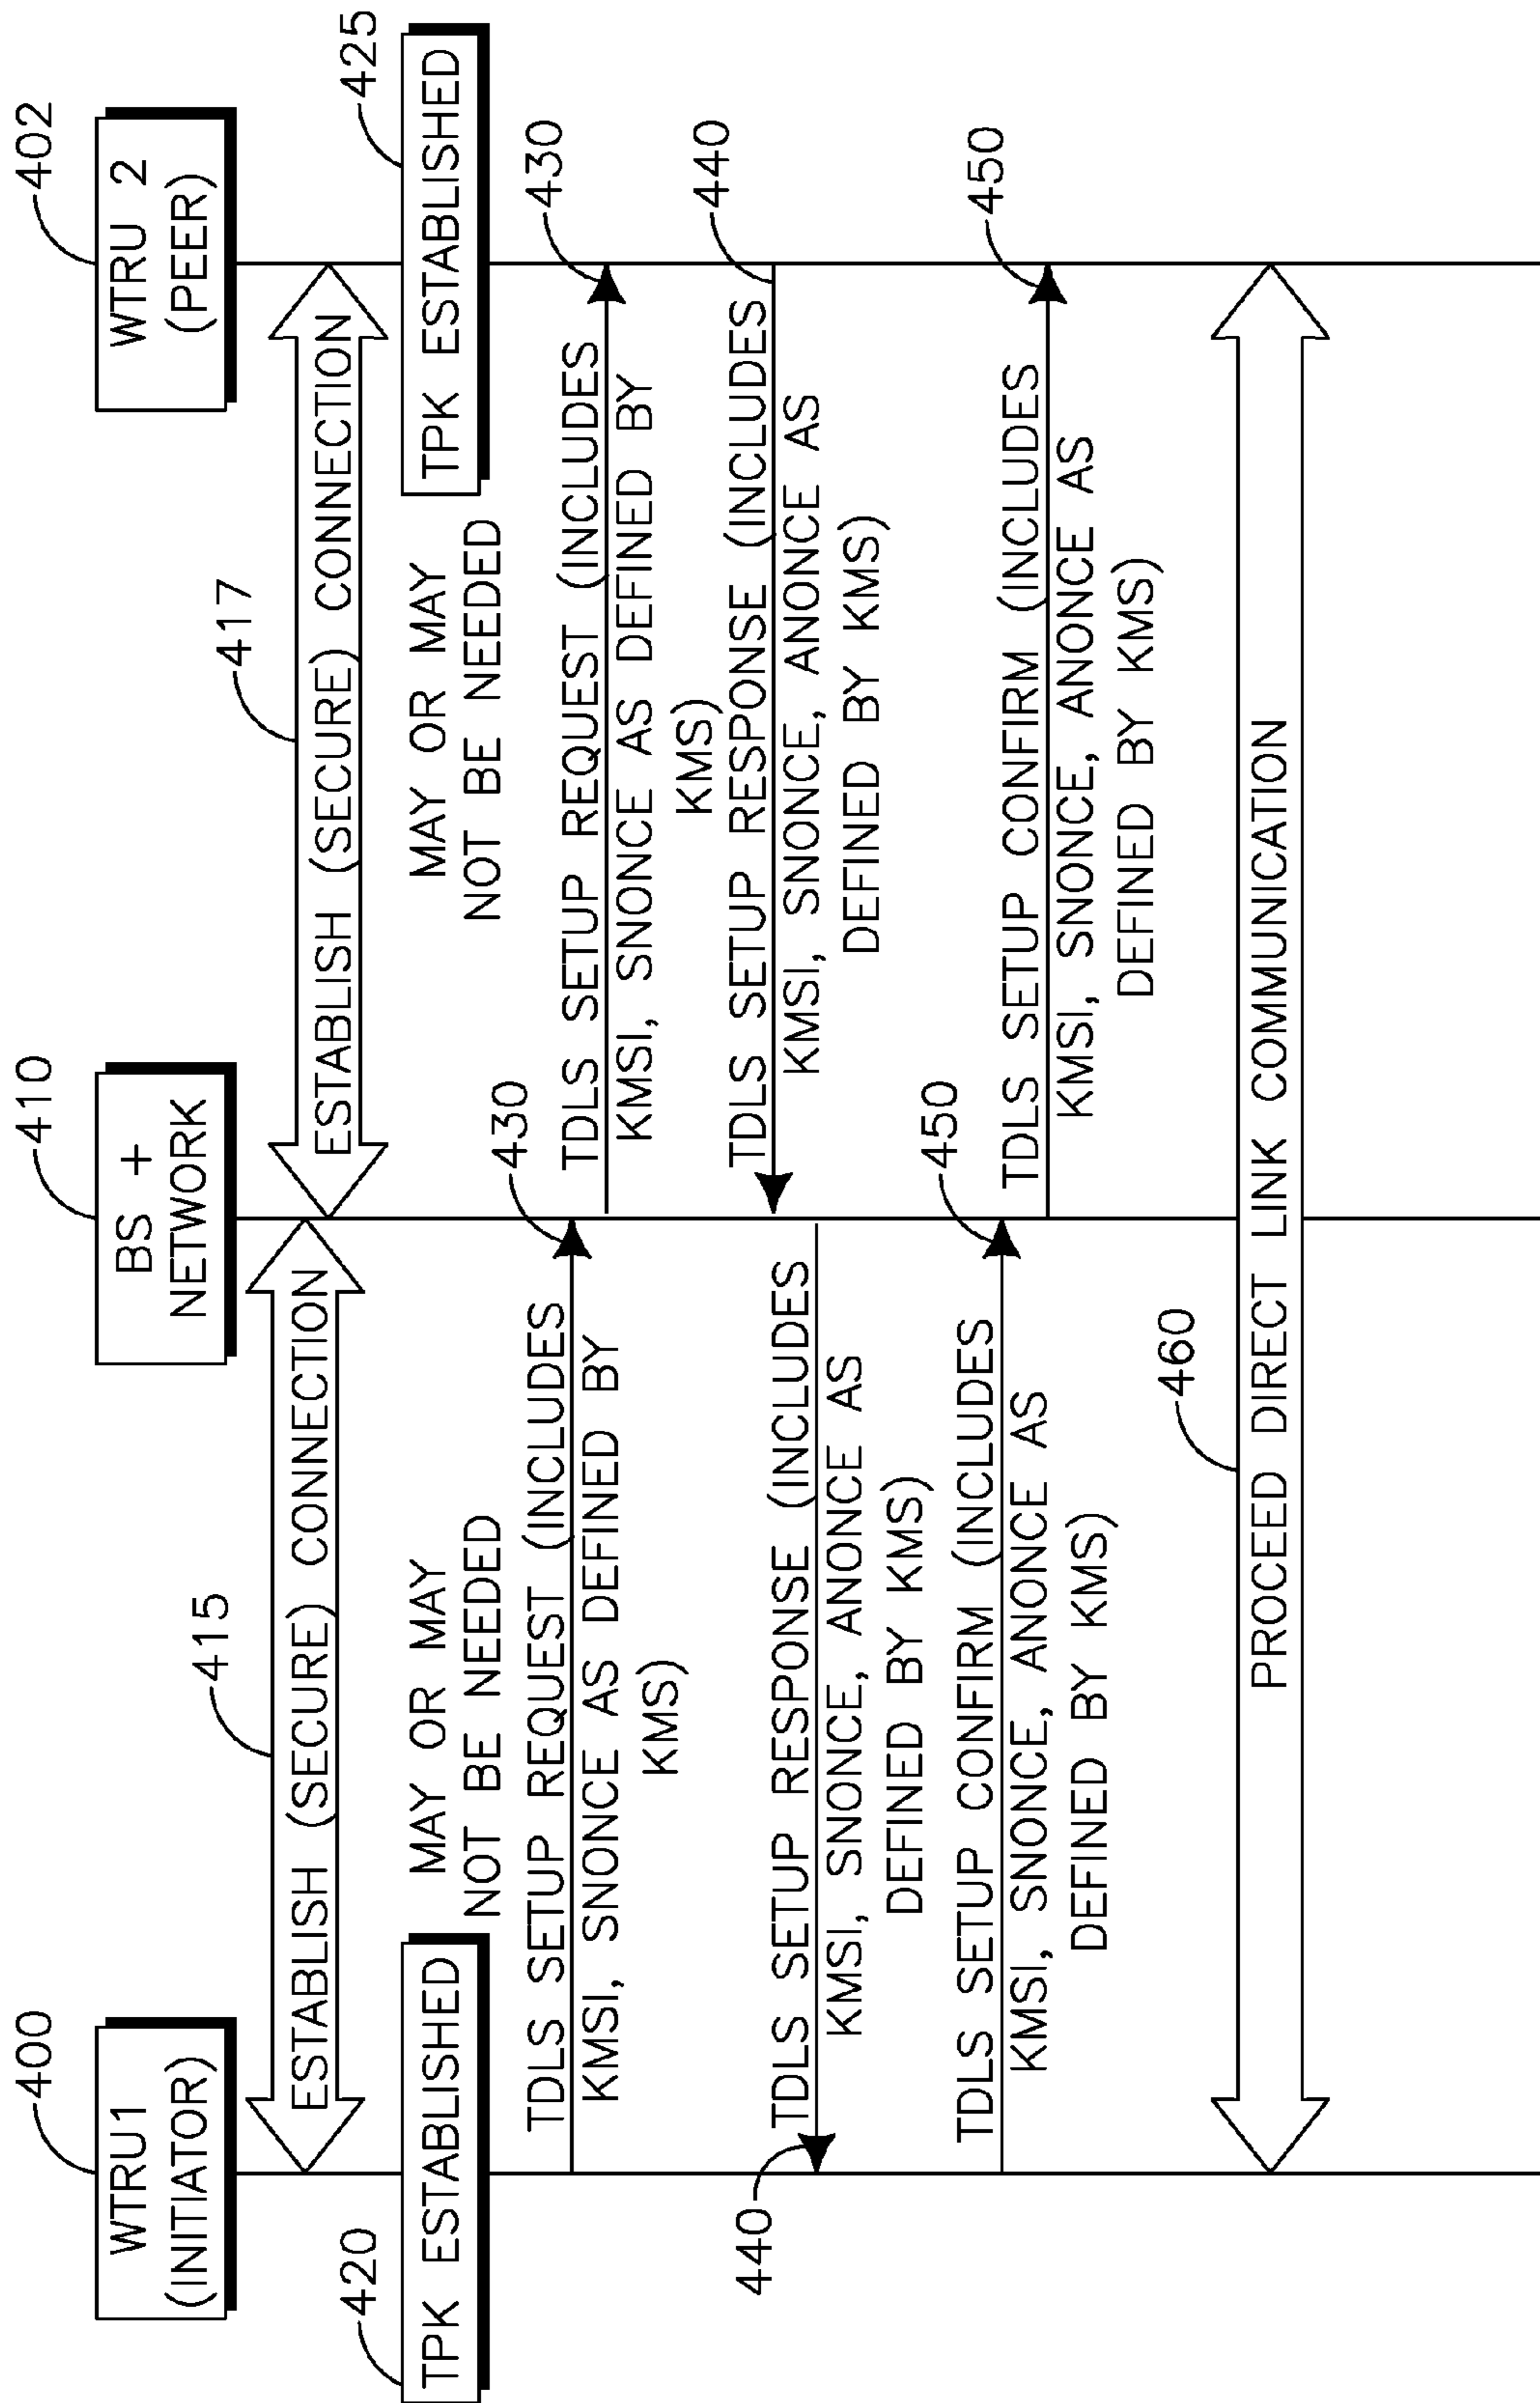 400
410
402
WTRU1
(INITIATOR)
BS +
NETWORK
WTRU 2
(PEER)
415
417
ESTABLISH (SECURE) CONNECTION
ESTABLISH (SECURE) CONNECTION
420
425
TPK ESTABLISHED
MAY OR MAY
NOT BE NEEDED
MAY OR MAY
NOT BE NEEDED
TPK ESTABLISHED
430
430
TDLS SETUP REQUEST (INCLUDES
KMSI, SNONCE AS DEFINED BY
KMS)
TDLS SETUP REQUEST (INCLUDES
KMSI, SNONCE AS DEFINED BY
KMS)
440
440
TDLS SETUP RESPONSE (INCLUDES
KMSI, SNONCE, ANONCE AS
DEFINED BY KMS)
TDLS SETUP RESPONSE (INCLUDES
KMSI, SNONCE, ANONCE AS
DEFINED BY KMS)
450
450
TDLS SETUP CONFIRM (INCLUDES
KMSI, SNONCE, ANONCE AS
DEFINED BY KMS)
TDLS SETUP CONFIRM (INCLUDES
KMSI, SNONCE, ANONCE AS
DEFINED BY KMS)
460
PROCEED DIRECT LINK COMMUNICATION